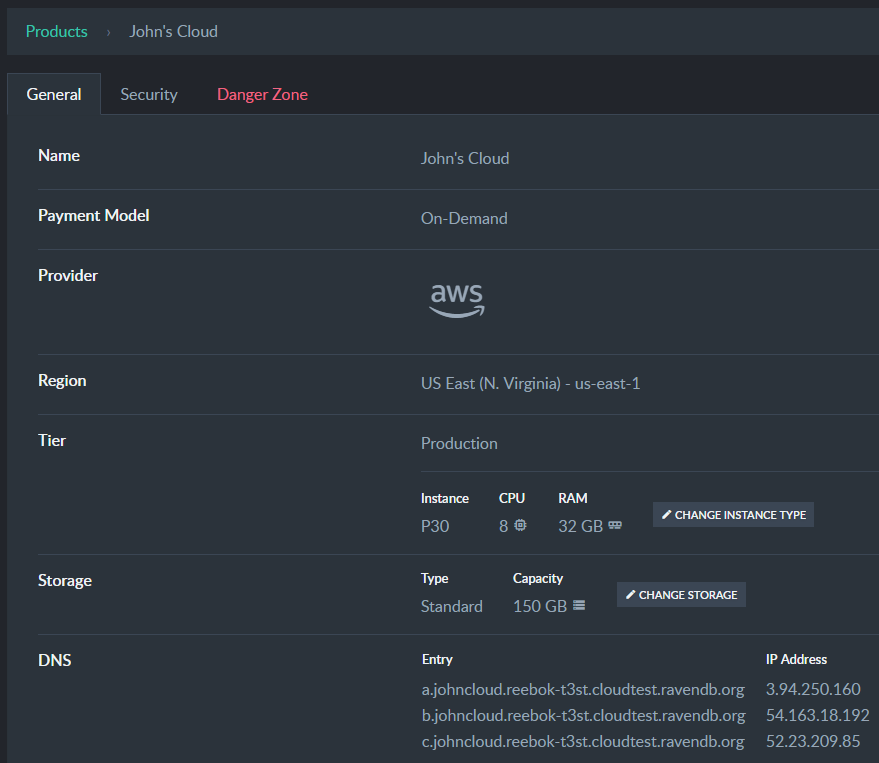 Products › John's Cloud
General Security Danger Zone
Name John's Cloud
Payment Model On-Demand
Provider aws
Region US East (N. Virginia) - us-east-1
Tier Production
Instance CPU RAM
P30 8 32 GB CHANGE INSTANCE TYPE
Storage Type Capacity
Standard 150 GB CHANGE STORAGE
DNS Entry IP Address
a.johncloud.reebok-t3st.cloudtest.ravendb.org 3.94.250.160
b.johncloud.reebok-t3st.cloudtest.ravendb.org 54.163.18.192
c.johncloud.reebok-t3st.cloudtest.ravendb.org 52.23.209.85